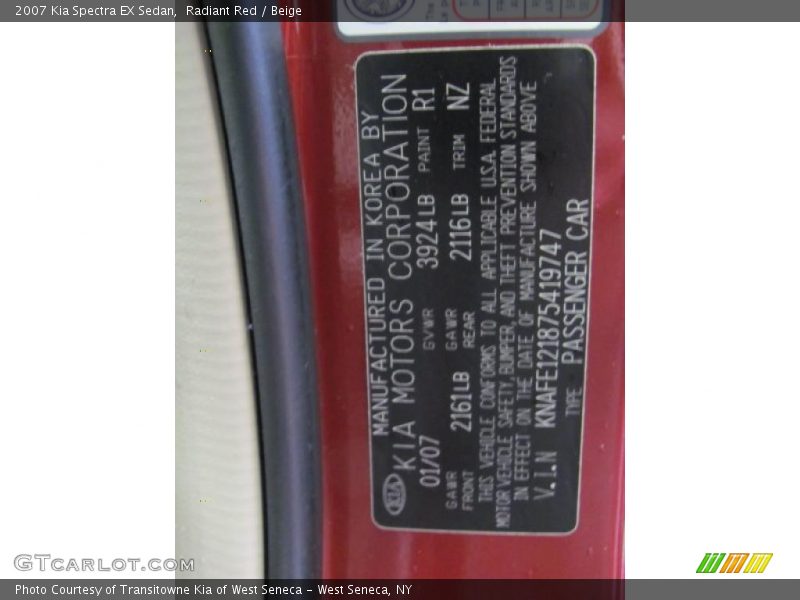 2007 Kia Spectra EX Sedan,  Radiant Red / Beige
MANUFACTURED IN KOREA BY
KIA MOTORS CORPORATION
KIA
01/07 GVWR 3924LB PAINT R1
GAWR FRONT 2161LB GAWR REAR 2116LB TRIM NZ
THIS VEHICLE CONFORMS TO ALL APPLICABLE U.S.A. FEDERAL
MOTOR VEHICLE SAFETY, BUMPER, AND THEFT PREVENTION STANDARDS
IN EFFECT ON THE DATE OF MANUFACTURE SHOWN ABOVE
V.I.N KNAFE121875419747
TYPE PASSENGER CAR
GTcarlot.com
Photo Courtesy of Transitowne Kia of West Seneca - West Seneca, NY